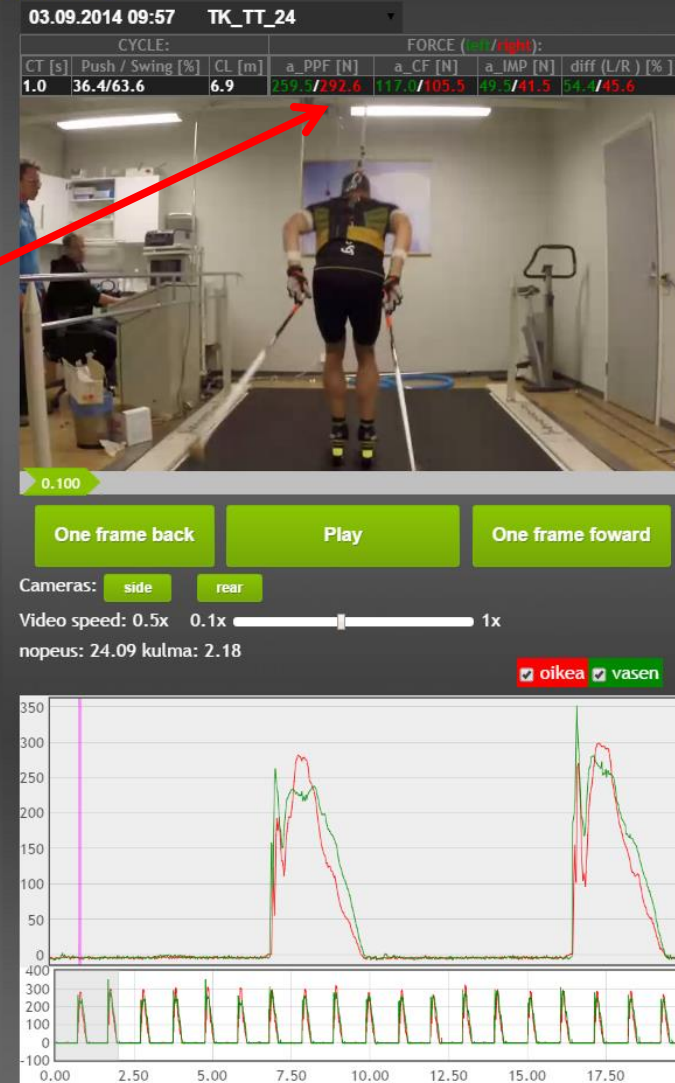 03.09.2014 09:57 TK_TT_24
CYCLE: FORCE (left/right):
CT [s] Push / Swing [%] CL [m] a_PPF [N] a_CF [N] a_IMP [N] diff (L/R ) [% ]
1.0 36.4/63.6 6.9 259.5/292.6 117.0/105.5 49.5/41.5 54.4/45.6
0.100
One frame back Play One frame foward
Cameras: side rear
Video speed: 0.5x 0.1x 1x
nopeus: 24.09 kulma: 2.18
oikea vasen
350
300
250
200
150
100
50
0
400
300
200
100
0
-100
0.00 2.50 5.00 7.50 10.00 12.50 15.00 17.50